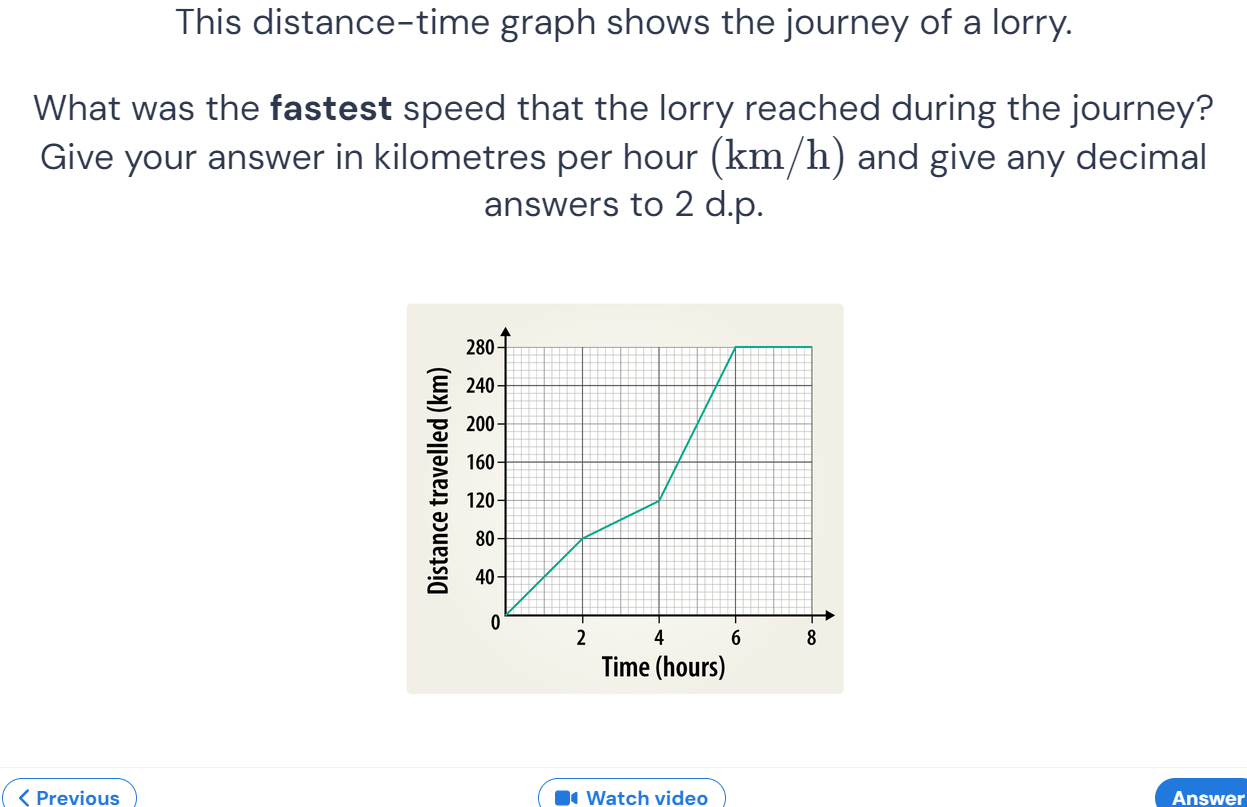 This distance-time graph shows the journey of a lorry.
What was the fastest speed that the lorry reached during the journey?
Give your answer in kilometres per hour (km/h) and give any decimal
answers to 2 d.p.
Distance travelled (km)
280
240
200
160
120
80
40
0
2 4 6 8
Time (hours)
Previous
Watch video
Answer